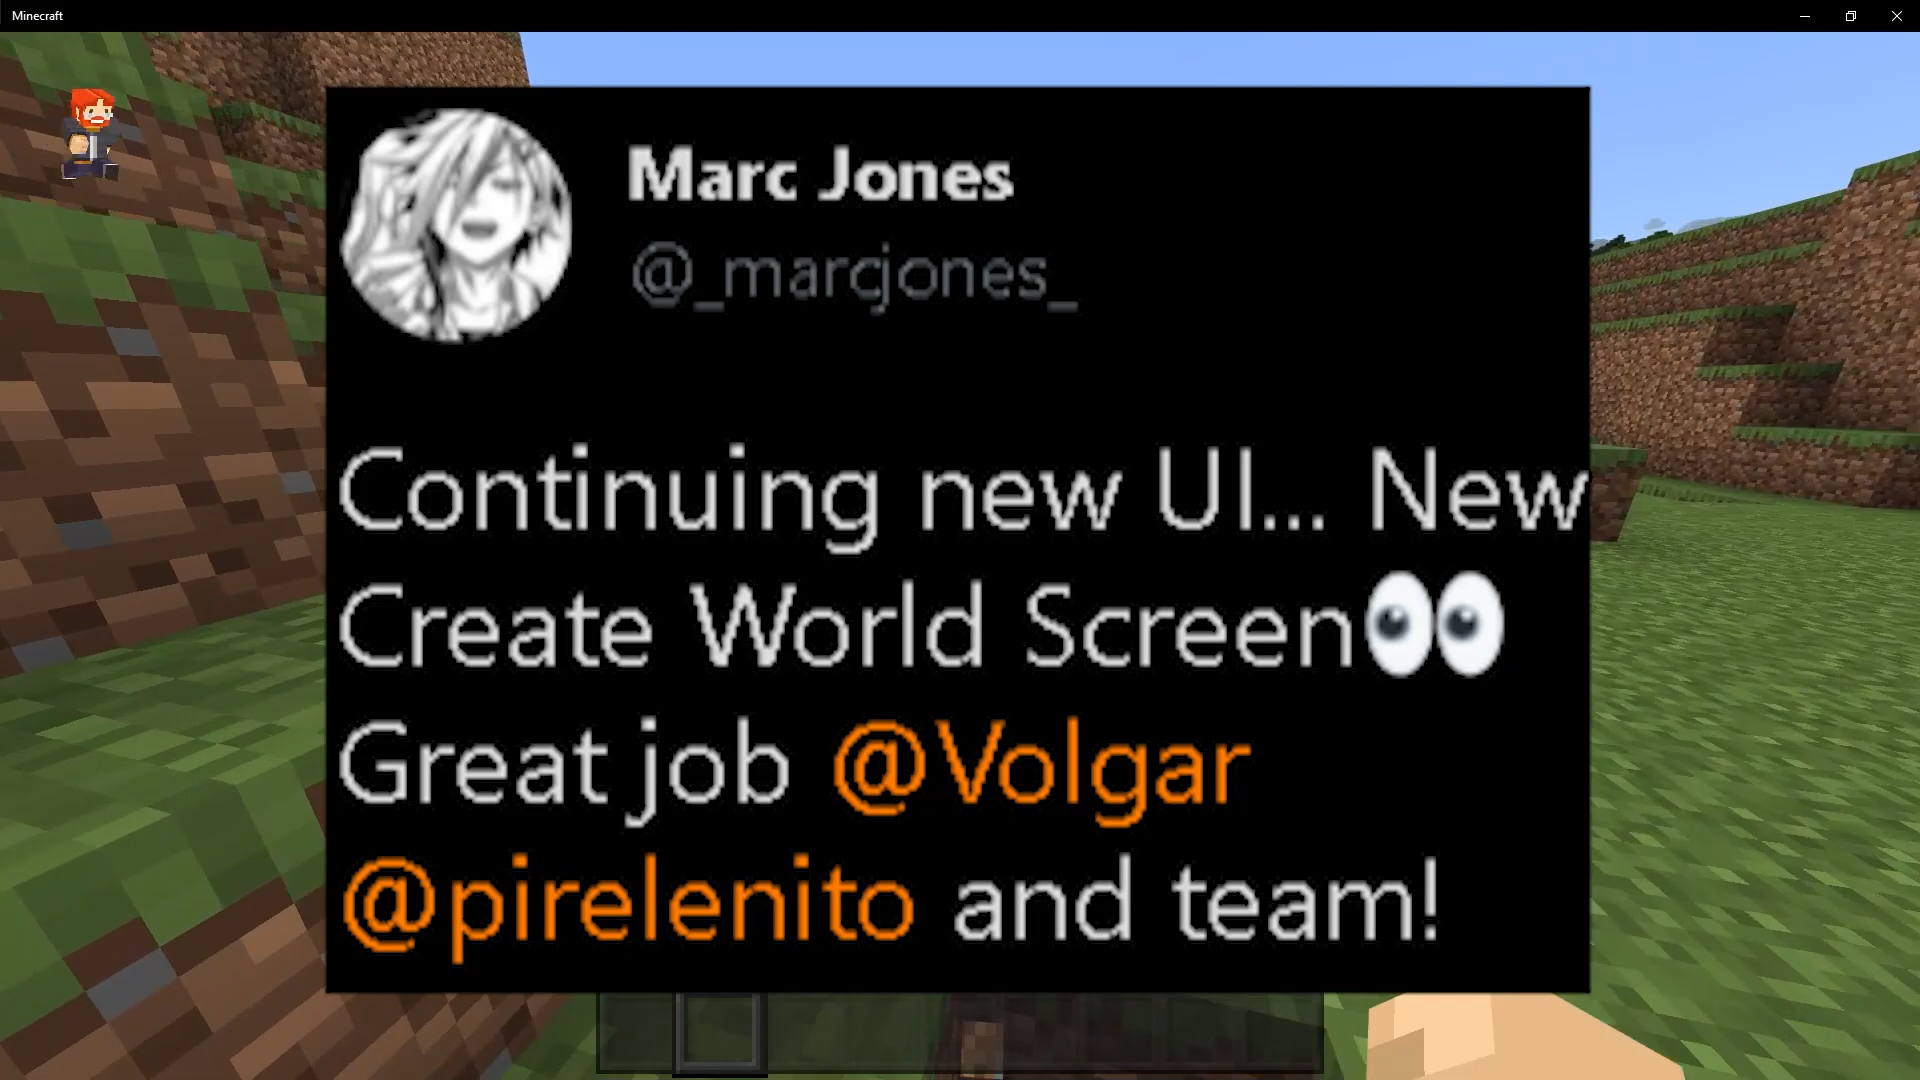 Minecraft
Marc Jones
@_marcjones_
Continuing new UI... New
Create World Screen👀
Great job @Volgar
@pirelenito and team!